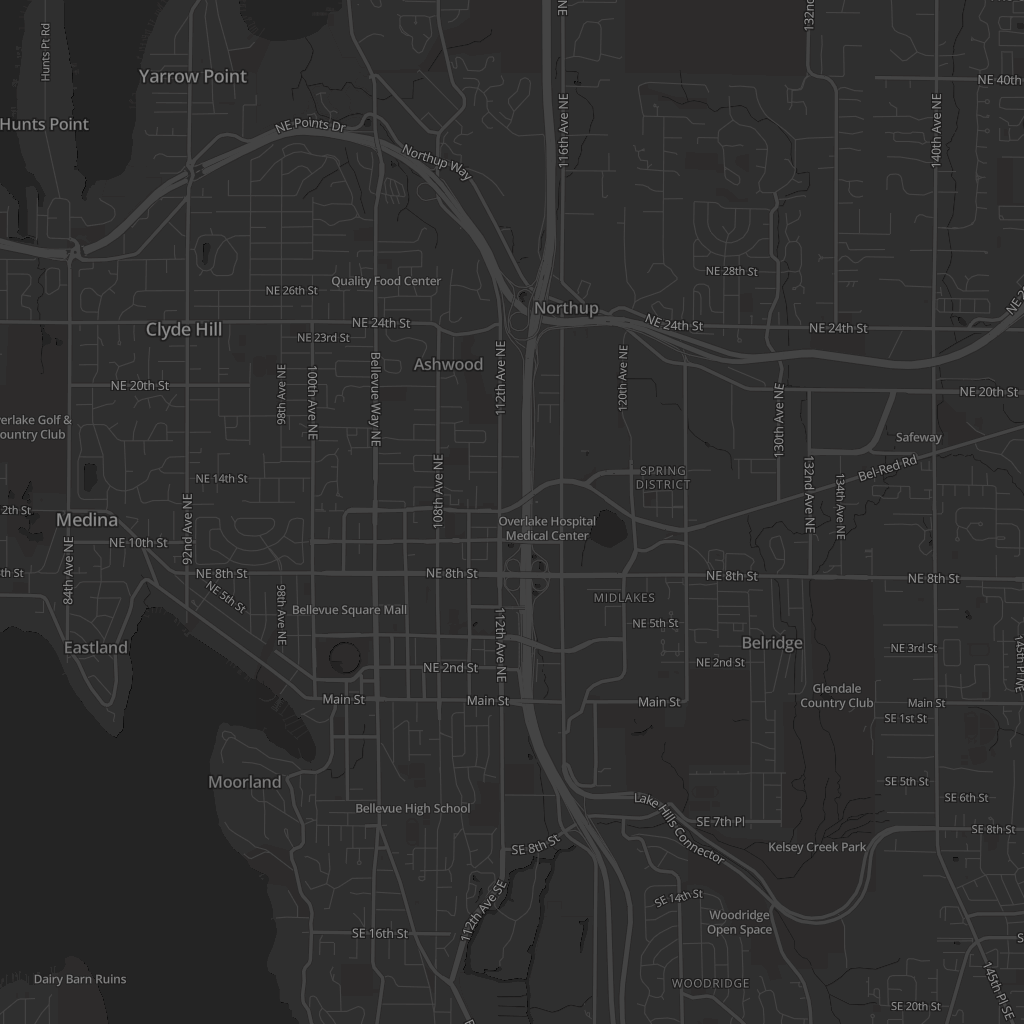 Hunts Pt Rd
132nd
Yarrow Point
NE 40th
Hunts Point
NE Points Dr
Northup Way
116th Ave NE
140th Ave NE
NE 28th St
Quality Food Center
NE 26th St
Northup
NE 24th St
NE 24th St
NE 24th St
Clyde Hill
NE 23rd St
Ashwood
112th Ave NE
120th Ave NE
Bellevue Way NE
100th Ave NE
98th Ave NE
NE 20th St
NE 20th St
130th Ave NE
verlake Golf &
ountry Club
Safeway
Bel-Red Rd
132nd Ave NE
134th Ave NE
NE 14th St
108th Ave NE
SPRING
DISTRICT
2th St
Medina
92nd Ave NE
Overlake Hospital
Medical Center
NE 10th St
84th Ave NE
th St
NE 8th St
NE 8th St
NE 8th St
NE 8th St
NE 5th St
98th Ave NE
Bellevue Square Mall
MIDLAKES
112th Ave NE
NE 5th St
Belridge
NE 3rd St
Eastland
NE 2nd St
NE 2nd St
145th Pl NE
Glendale
Country Club
Main St
Main St
Main St
Main St
SE 1st St
Moorland
SE 5th St
SE 6th St
Bellevue High School
Lake Hills Connector
SE 7th Pl
SE 8th St
SE 8th St
Kelsey Creek Park
SE 14th St
112th Ave SE
Woodridge
Open Space
SE 16th St
Dairy Barn Ruins
WOODRIDGE
145th Pl SE
SE 20th St